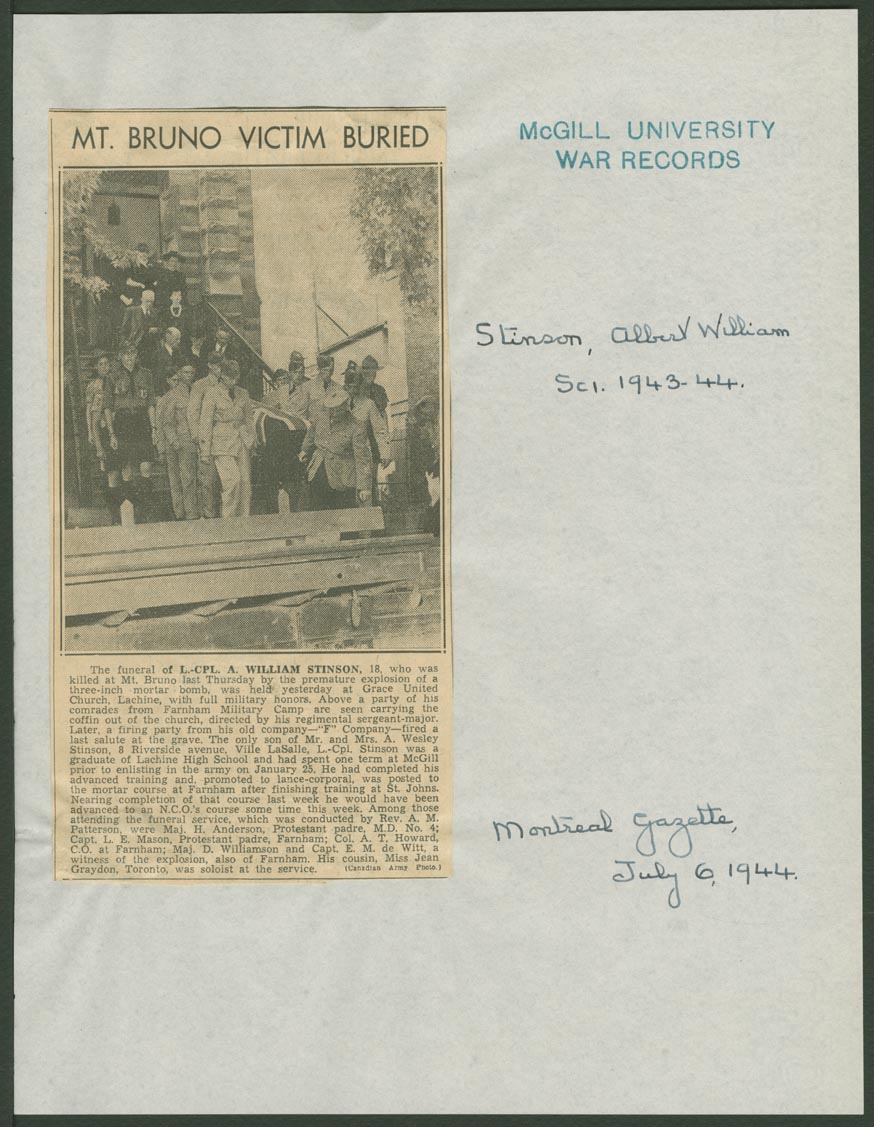 MT. BRUNO VICTIM BURIED
The funeral of L.-CPL. A. WILLIAM STINSON, 18, who was
killed at Mt. Bruno last Thursday by the premature explosion of a
three-inch mortar bomb, was held yesterday at Grace United
Church, Lachine, with full military honors. Above a party of his
comrades from Farnham Military Camp are seen carrying the
coffin out of the church, directed by his regimental sergeant-major.
Later, a firing party from his old company—"F" Company—fired a
last salute at the grave. The only son of Mr. and Mrs. A. Wesley
Stinson, 8 Riverside avenue, Ville LaSalle, L.-Cpl. Stinson was a
graduate of Lachine High School and had spent one term at McGill
prior to enlisting in the army on January 25. He had completed his
advanced training and, promoted to lance-corporal, was posted to
the mortar course at Farnham after finishing training at St. Johns.
Nearing completion of that course last week he would have been
advanced to an N.C.O.'s course some time this week. Among those
attending the funeral service, which was conducted by Rev. A. M.
Patterson, were Maj. H. Anderson, Protestant padre, M.D. No. 4;
Capt. L. E. Mason, Protestant padre, Farnham; Col. A. T. Howard,
C.O. at Farnham; Maj. D. Williamson and Capt. E. M. de Witt, a
witness of the explosion, also of Farnham. His cousin, Miss Jean
Graydon, Toronto, was soloist at the service. (Canadian Army Photo.)
McGILL UNIVERSITY
WAR RECORDS
Stinson, Albert William
Sci. 1943-44.
Montreal Gazette,
July 6, 1944.